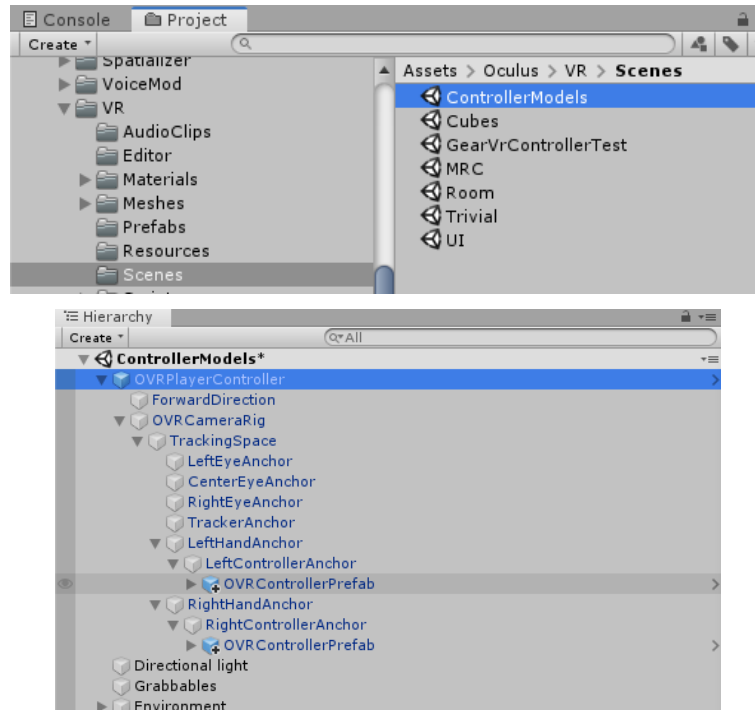 Console Project
Create
Spatializer
VoiceMod
VR
AudioClips
Editor
Materials
Meshes
Prefabs
Resources
Scenes
Assets > Oculus > VR > Scenes
ControllerModels
Cubes
GearVrControllerTest
MRC
Room
Trivial
UI
Hierarchy
Create All
ControllerModels*
OVRPlayerController
ForwardDirection
OVRCameraRig
TrackingSpace
LeftEyeAnchor
CenterEyeAnchor
RightEyeAnchor
TrackerAnchor
LeftHandAnchor
LeftControllerAnchor
OVRControllerPrefab
RightHandAnchor
RightControllerAnchor
OVRControllerPrefab
Directional light
Grabbables
Environment